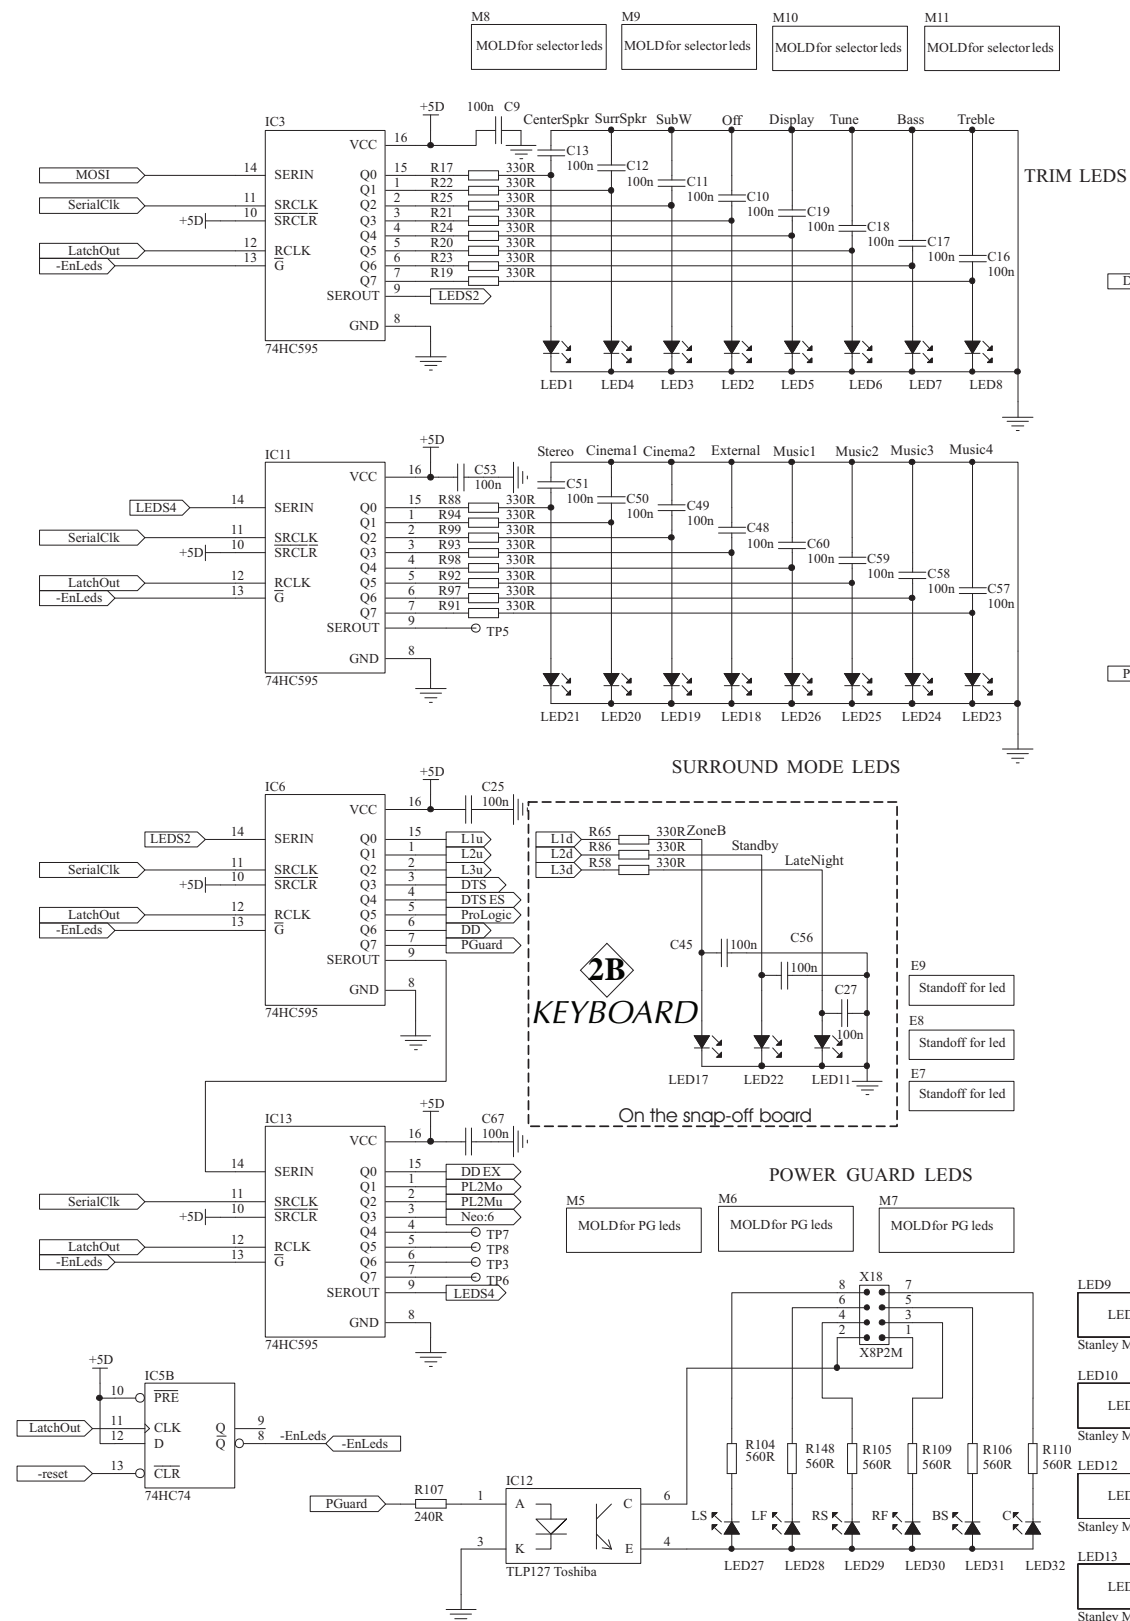 M8
M9
M10
M11
MOLD for selector leds
MOLD for selector leds
MOLD for selector leds
MOLD for selector leds
IC3
+5D
100n C9
CenterSpkr SurrSpkr SubW Off Display Tune Bass Treble
TRIM LEDS
VCC 16
MOSI 14 SERIN
SerialClk 11 SRCLK
+5D 10 SRCLR
LatchOut 12 RCLK
-EnLeds 13 G
Q0 15 R17 330R
Q1 1 R22 330R
Q2 2 R25 330R
Q3 3 R21 330R
Q4 4 R24 330R
Q5 5 R20 330R
Q6 6 R23 330R
Q7 7 R19 330R
SEROUT 9 LEDS2
GND 8
74HC595
C13 100n
C12 100n
C11 100n
C10 100n
C19 100n
C18 100n
C17 100n
C16 100n
D
LED1 LED4 LED3 LED2 LED5 LED6 LED7 LED8
IC11
+5D
C53 100n
Stereo Cinema1 Cinema2 External Music1 Music2 Music3 Music4
VCC 16
LEDS4 14 SERIN
SerialClk 11 SRCLK
+5D 10 SRCLR
LatchOut 12 RCLK
-EnLeds 13 G
Q0 15 R88 330R
Q1 1 R94 330R
Q2 2 R99 330R
Q3 3 R93 330R
Q4 4 R98 330R
Q5 5 R92 330R
Q6 6 R97 330R
Q7 7 R91 330R
SEROUT 9 TP5
GND 8
74HC595
C51 100n
C50 100n
C49 100n
C48 100n
C60 100n
C59 100n
C58 100n
C57 100n
P
LED21 LED20 LED19 LED18 LED26 LED25 LED24 LED23
SURROUND MODE LEDS
IC6
+5D
C25 100n
VCC 16
LEDS2 14 SERIN
SerialClk 11 SRCLK
+5D 10 SRCLR
LatchOut 12 RCLK
-EnLeds 13 G
Q0 15 L1u
Q1 1 L2u
Q2 2 L3u
Q3 3 DTS
Q4 4 DTS ES
Q5 5 ProLogic
Q6 6 DD
Q7 7 PGuard
SEROUT 9
GND 8
74HC595
L1d R65 330R ZoneB
L2d R86 330R Standby
L3d R58 330R LateNight
C45 100n
C56 100n
C27 100n
2B
KEYBOARD
LED17 LED22 LED11
On the snap-off board
E9
Standoff for led
E8
Standoff for led
E7
Standoff for led
IC13
+5D
C67 100n
VCC 16
14 SERIN
SerialClk 11 SRCLK
+5D 10 SRCLR
LatchOut 12 RCLK
-EnLeds 13 G
Q0 15 DD EX
Q1 1 PL2Mo
Q2 2 PL2Mu
Q3 3 Neo:6
Q4 4 TP7
Q5 5 TP8
Q6 6 TP3
Q7 7 TP6
SEROUT 9 LEDS4
GND 8
74HC595
POWER GUARD LEDS
M5
M6
M7
MOLD for PG leds
MOLD for PG leds
MOLD for PG leds
X18
8 7
6 5
4 3
2 1
X8P2M
+5D
IC5B
10 PRE
LatchOut 11 CLK
12 D
-reset 13 CLR
Q 9
Q 8 -EnLeds -EnLeds
74HC74
PGuard R107 240R
IC12
1 A
3 K
C 6
E 4
TLP127 Toshiba
R104 560R
R148 560R
R105 560R
R109 560R
R106 560R
R110 560R
LS LF RS RF BS C
LED27 LED28 LED29 LED30 LED31 LED32
LED9
LED
Stanley M
LED10
LED
Stanley M
LED12
LED
Stanley M
LED13
LED
Stanley M